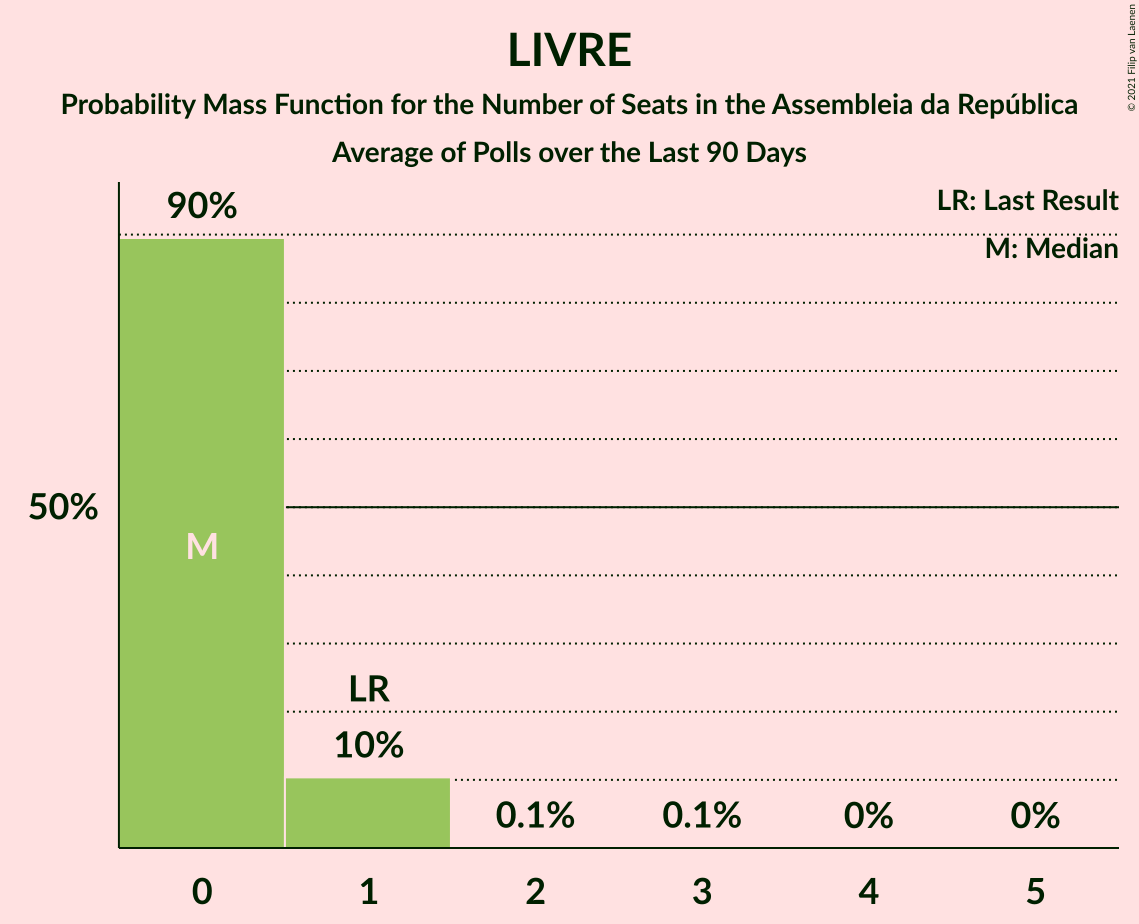 LIVRE
Probability Mass Function for the Number of Seats in the Assembleia da República
Average of Polls over the Last 90 Days
© 2021 Filip van Laenen
LR: Last Result
M: Median
90%
50%
M
LR
10%
0.1%
0.1%
0%
0%
0
1
2
3
4
5